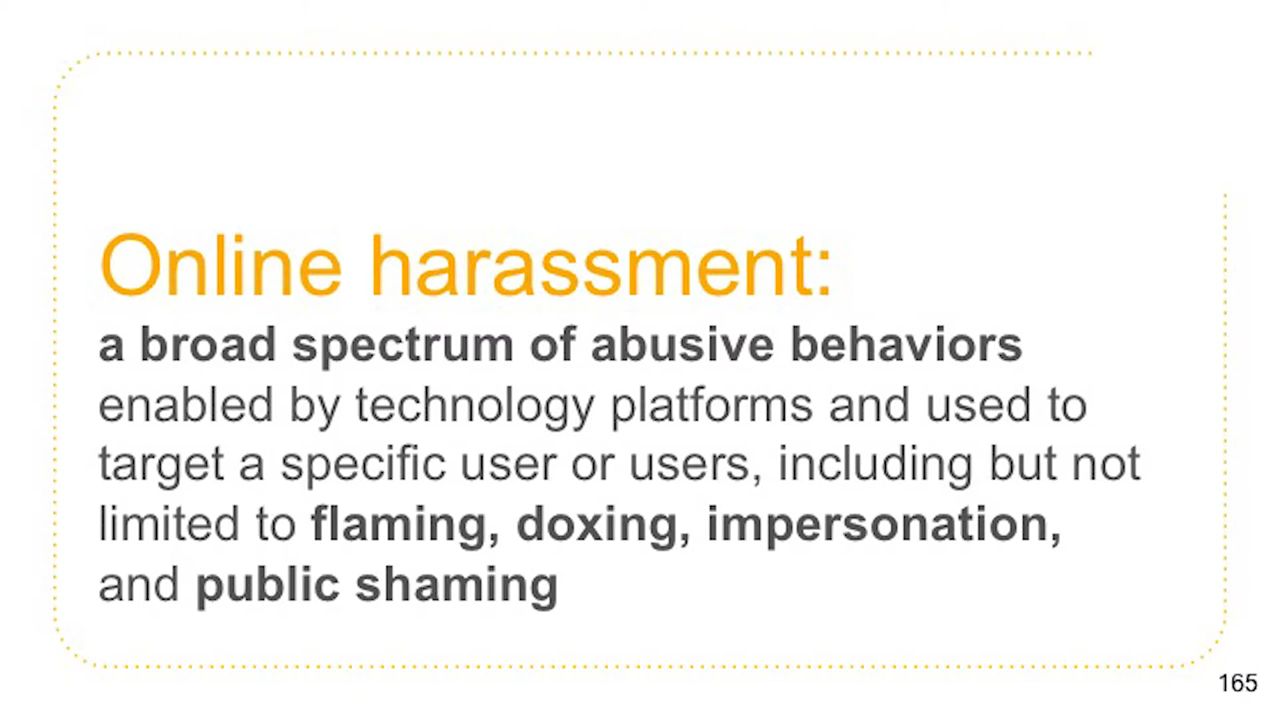 Online harassment:
a broad spectrum of abusive behaviors
enabled by technology platforms and used to
target a specific user or users, including but not
limited to flaming, doxing, impersonation,
and public shaming
165